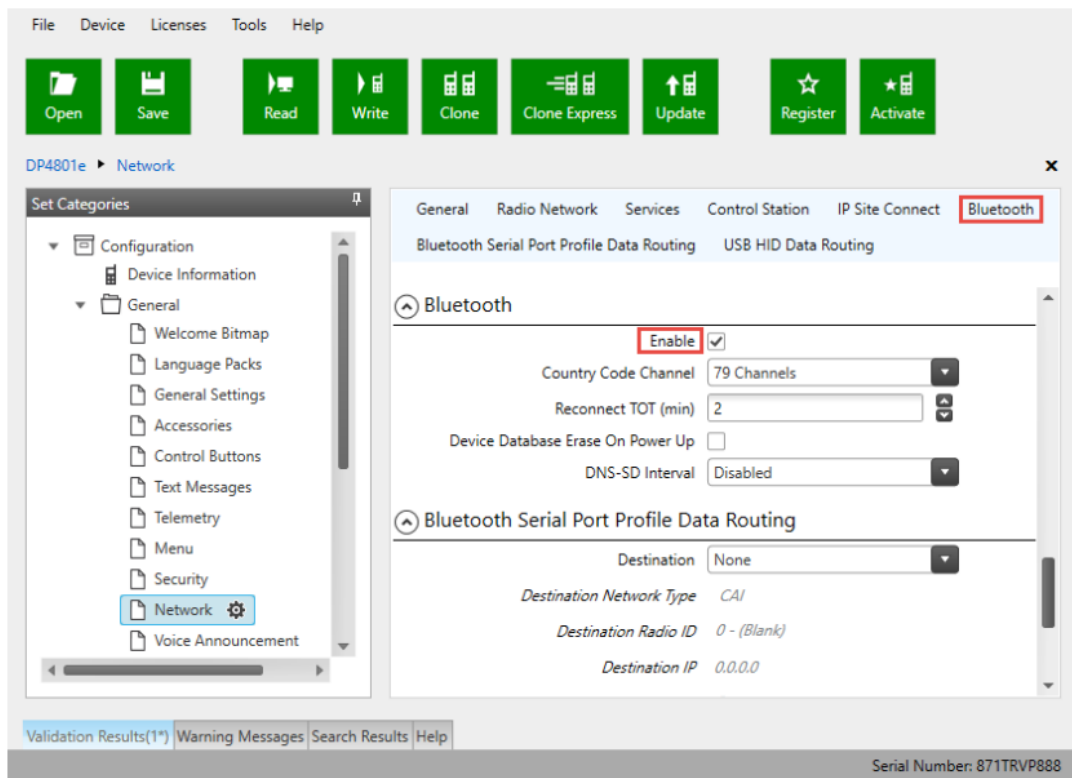 File Device Licenses Tools Help
Open Save Read Write Clone Clone Express Update Register Activate
DP4801e Network
Set Categories
Configuration
Device Information
General
Welcome Bitmap
Language Packs
General Settings
Accessories
Control Buttons
Text Messages
Telemetry
Menu
Security
Network
Voice Announcement
General Radio Network Services Control Station IP Site Connect Bluetooth
Bluetooth Serial Port Profile Data Routing USB HID Data Routing
Bluetooth
Enable
Country Code Channel 79 Channels
Reconnect TOT (min) 2
Device Database Erase On Power Up
DNS-SD Interval Disabled
Bluetooth Serial Port Profile Data Routing
Destination None
Destination Network Type CAI
Destination Radio ID 0 - (Blank)
Destination IP 0.0.0.0
Validation Results(1*) Warning Messages Search Results Help
Serial Number: 871TRVP888